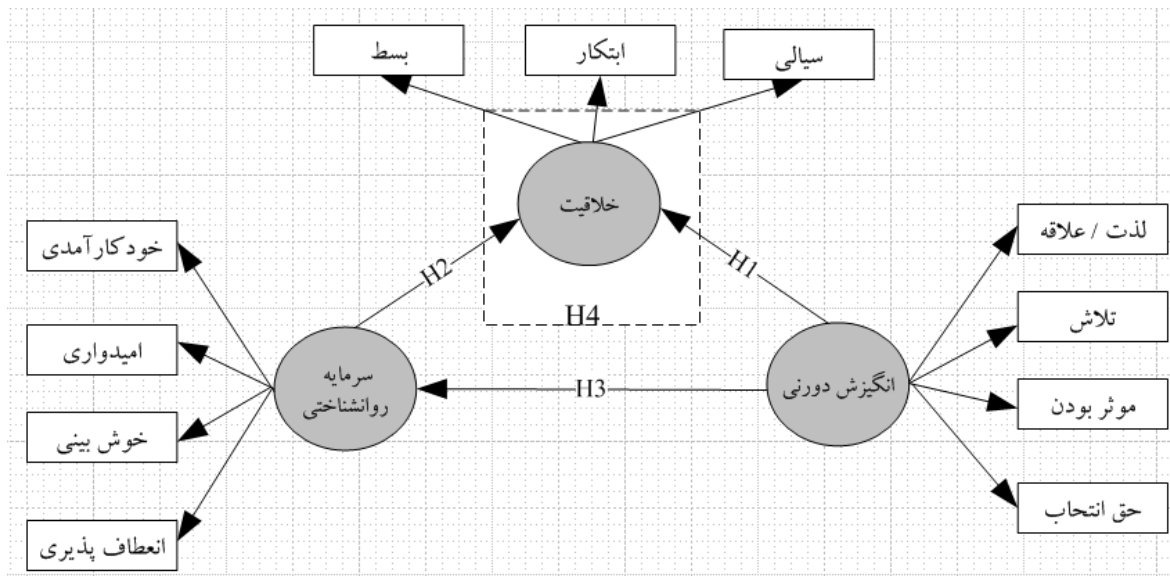 سیالی
ابتکار
بسط
خلاقیت
لذت / علاقه
تلاش
موثر بودن
حق انتحاب
انگیزش دورنی
H1
H2
H3
H4
سرمایه
روانشناختی
خودکارآمدی
امیدواری
خوش بینی
انعطاف پذیری